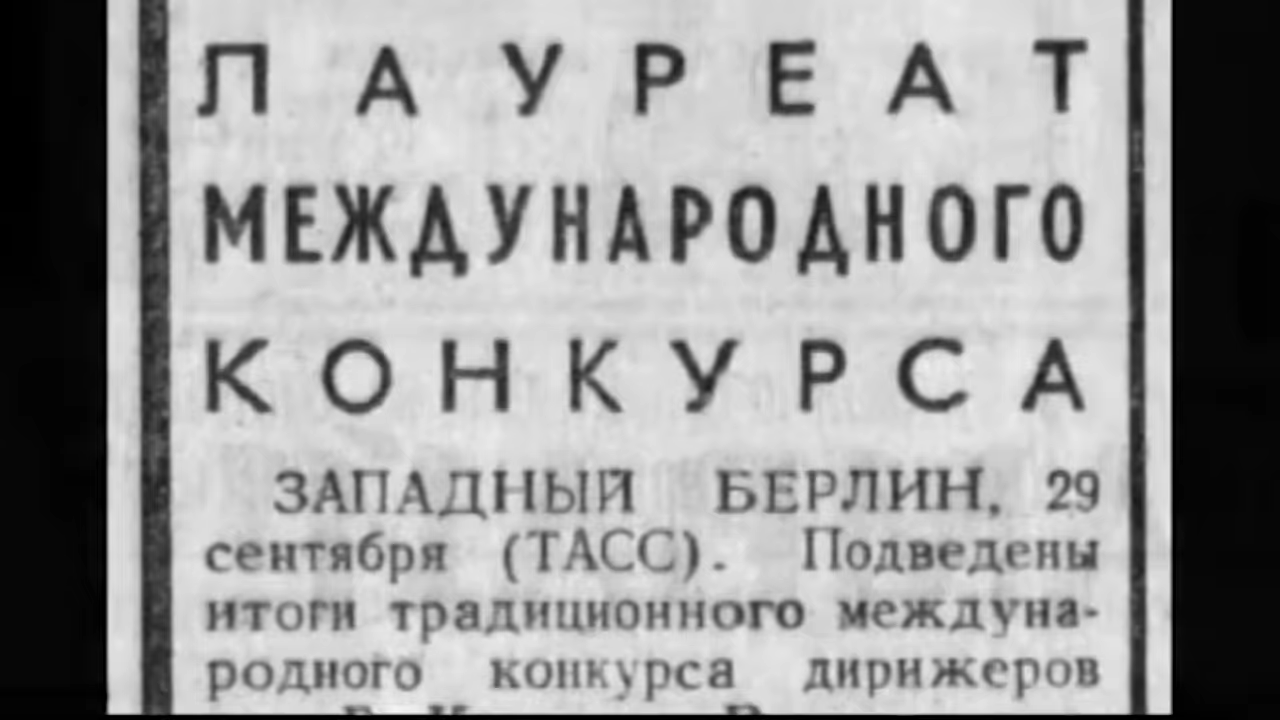 ЛАУРЕАТ
МЕЖДУНАРОДНОГО
КОНКУРСА
ЗАПАДНЫЙ БЕРЛИН, 29
сентября (ТАСС). Подведены
итоги традиционного междуна-
родного конкурса дирижеров